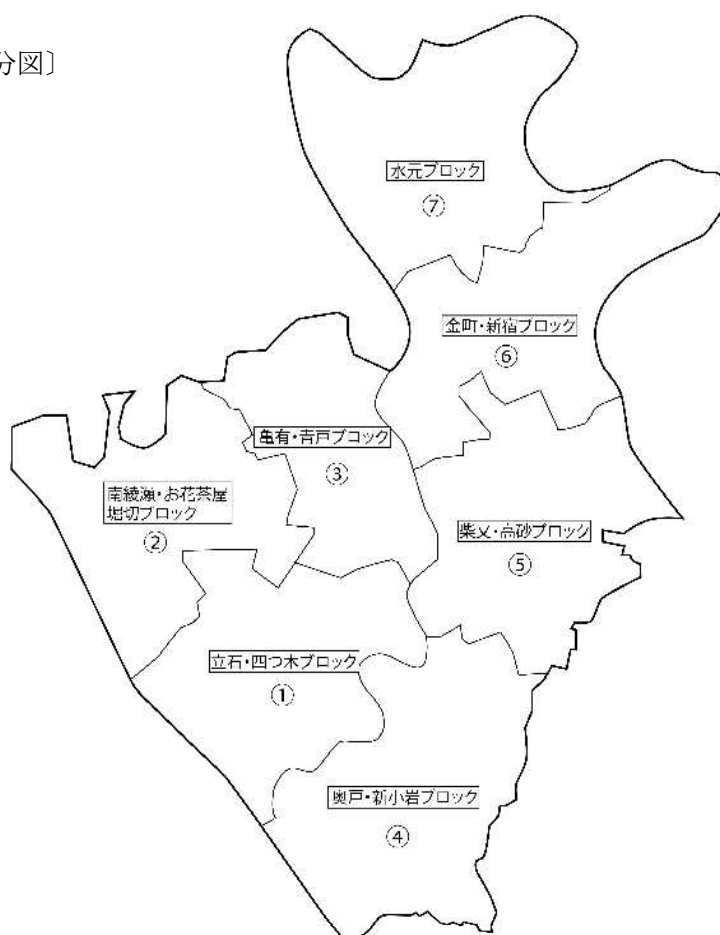 分図〕
水元ブロック
⑦
金町・新宿ブロック
⑥
亀有・青戸ブロック
③
南綾瀬・お花茶屋
堀切ブロック
②
柴又・高砂ブロック
⑤
立石・四つ木ブロック
①
奥戸・新小岩ブロック
④